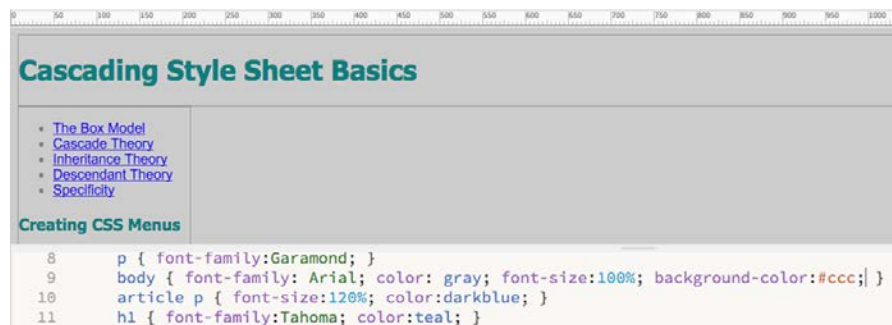 0 50 100 150 200 250 300 350 400 450 500 550 600 650 700 750 800 850 900 950 1000
Cascading Style Sheet Basics
The Box Model
Cascade Theory
Inheritance Theory
Descendant Theory
Specificity
Creating CSS Menus
8 p { font-family:Garamond; }
9 body { font-family: Arial; color: gray; font-size:100%; background-color:#ccc; }
10 article p { font-size:120%; color:darkblue; }
11 h1 { font-family:Tahoma; color:teal; }